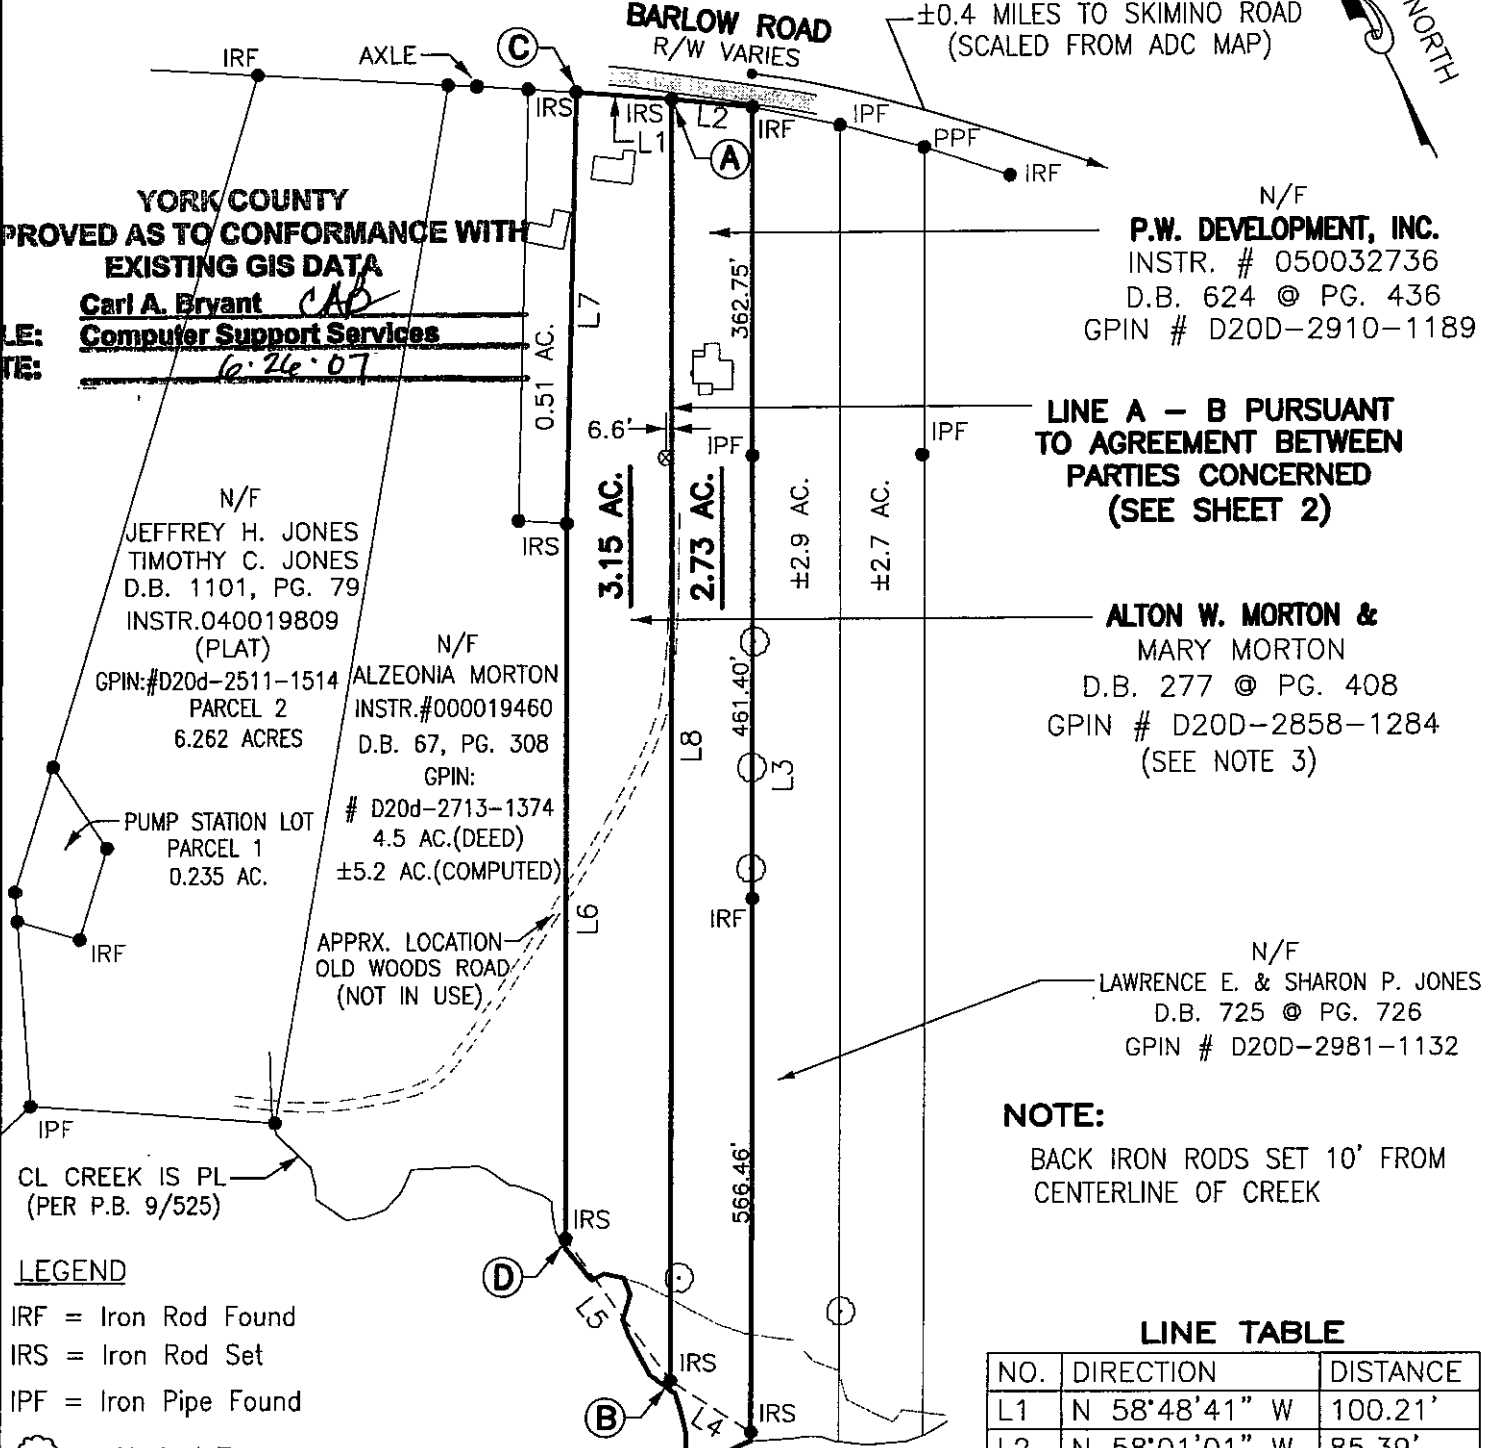 BARLOW ROAD
R/W VARIES
±0.4 MILES TO SKIMINO ROAD
(SCALED FROM ADC MAP)
NORTH
IRF
AXLE
C
IRS
IRS
L1
L2
A
IRF
IPF
PPF
IRF
YORK COUNTY
PROVED AS TO CONFORMANCE WITH
EXISTING GIS DATA
Carl A. Bryant CAB
LE: Computer Support Services
TE: 6·26·07
N/F
P.W. DEVELOPMENT, INC.
INSTR. # 050032736
D.B. 624 @ PG. 436
GPIN # D20D-2910-1189
L7
0.51 AC.
362.75'
6.6'
IPF
IPF
LINE A - B PURSUANT
TO AGREEMENT BETWEEN
PARTIES CONCERNED
(SEE SHEET 2)
N/F
JEFFREY H. JONES
TIMOTHY C. JONES
D.B. 1101, PG. 79
INSTR.040019809
(PLAT)
GPIN:#D20d-2511-1514
PARCEL 2
6.262 ACRES
IRS
3.15 AC.
2.73 AC.
±2.9 AC.
±2.7 AC.
ALTON W. MORTON &
MARY MORTON
D.B. 277 @ PG. 408
GPIN # D20D-2858-1284
(SEE NOTE 3)
N/F
ALZEONIA MORTON
INSTR.#000019460
D.B. 67, PG. 308
GPIN:
# D20d-2713-1374
4.5 AC.(DEED)
±5.2 AC.(COMPUTED)
461.40'
L8
L3
PUMP STATION LOT
PARCEL 1
0.235 AC.
IRF
L6
IRF
APPRX. LOCATION
OLD WOODS ROAD
(NOT IN USE)
N/F
LAWRENCE E. & SHARON P. JONES
D.B. 725 @ PG. 726
GPIN # D20D-2981-1132
IPF
CL CREEK IS PL
(PER P.B. 9/525)
566.46'
NOTE:
BACK IRON RODS SET 10' FROM
CENTERLINE OF CREEK
IRS
D
L5
IRS
B
L4
IRS
LEGEND
IRF = Iron Rod Found
IRS = Iron Rod Set
IPF = Iron Pipe Found
LINE TABLE
NO. DIRECTION DISTANCE
L1 N 58°48'41" W 100.21'
L2 N 58°01'01" W 85.39'